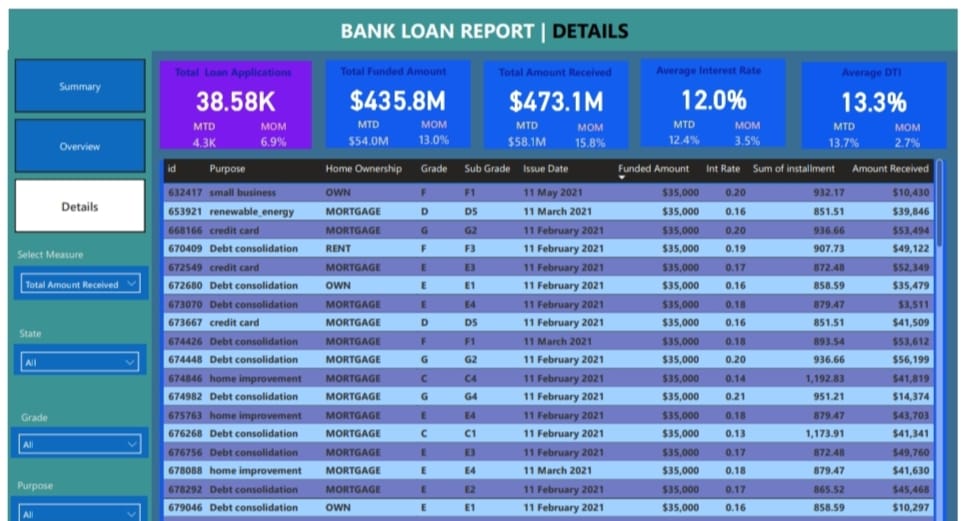 BANK LOAN REPORT | DETAILS
Summary
Overview
Details
Select Measure
Total Amount Received
State
All
Grade
All
Purpose
All
Total Loan Applications
38.58K
MTD MOM
4.3K 6.9%
Total Funded Amount
$435.8M
MTD MOM
$54.0M 13.0%
Total Amount Received
$473.1M
MTD MOM
$58.1M 15.8%
Average Interest Rate
12.0%
MTD MOM
12.4% 3.5%
Average DTI
13.3%
MTD MOM
13.7% 2.7%
id Purpose Home Ownership Grade Sub Grade Issue Date Funded Amount Int Rate Sum of installment Amount Received
632417 small business OWN F F1 11 May 2021 $35,000 0.20 932.17 $10,430
653921 renewable_energy MORTGAGE D D5 11 March 2021 $35,000 0.16 851.51 $39,846
668166 credit card MORTGAGE G G2 11 February 2021 $35,000 0.20 936.66 $53,494
670409 Debt consolidation RENT F F3 11 February 2021 $35,000 0.19 907.73 $49,122
672549 credit card MORTGAGE E E3 11 February 2021 $35,000 0.17 872.48 $52,349
672680 Debt consolidation OWN E E1 11 February 2021 $35,000 0.16 858.59 $35,479
673070 Debt consolidation MORTGAGE E E4 11 February 2021 $35,000 0.18 879.47 $3,511
673667 credit card MORTGAGE D D5 11 February 2021 $35,000 0.16 851.51 $41,509
674426 Debt consolidation MORTGAGE F F1 11 March 2021 $35,000 0.18 893.54 $53,612
674448 Debt consolidation MORTGAGE G G2 11 February 2021 $35,000 0.20 936.66 $56,199
674846 home improvement MORTGAGE C C4 11 February 2021 $35,000 0.14 1,192.83 $41,819
674982 Debt consolidation MORTGAGE G G4 11 February 2021 $35,000 0.21 951.21 $14,374
675763 home improvement MORTGAGE E E4 11 February 2021 $35,000 0.18 879.47 $43,703
676268 Debt consolidation MORTGAGE C C1 11 February 2021 $35,000 0.13 1,173.91 $41,341
676756 Debt consolidation MORTGAGE E E3 11 February 2021 $35,000 0.17 872.48 $49,760
678088 home improvement MORTGAGE E E4 11 March 2021 $35,000 0.18 879.47 $41,630
678292 Debt consolidation MORTGAGE E E2 11 February 2021 $35,000 0.17 865.52 $45,468
679046 Debt consolidation OWN E E1 11 February 2021 $35,000 0.16 858.59 $10,297